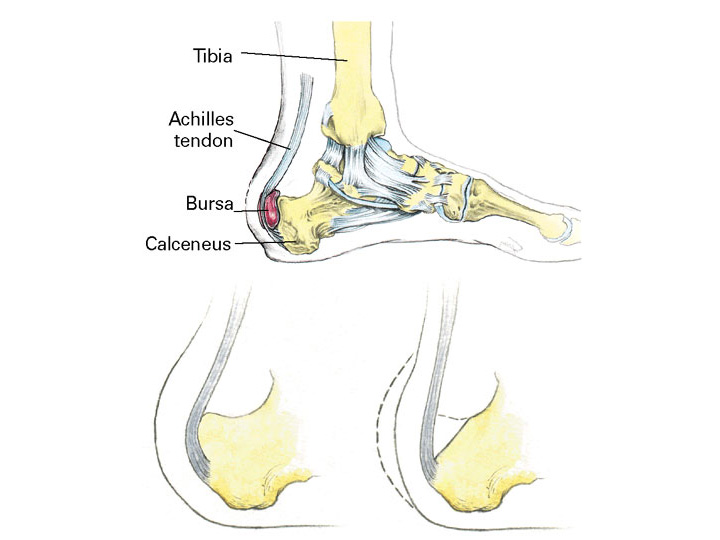 Tibia
Achilles
tendon
Bursa
Calceneus